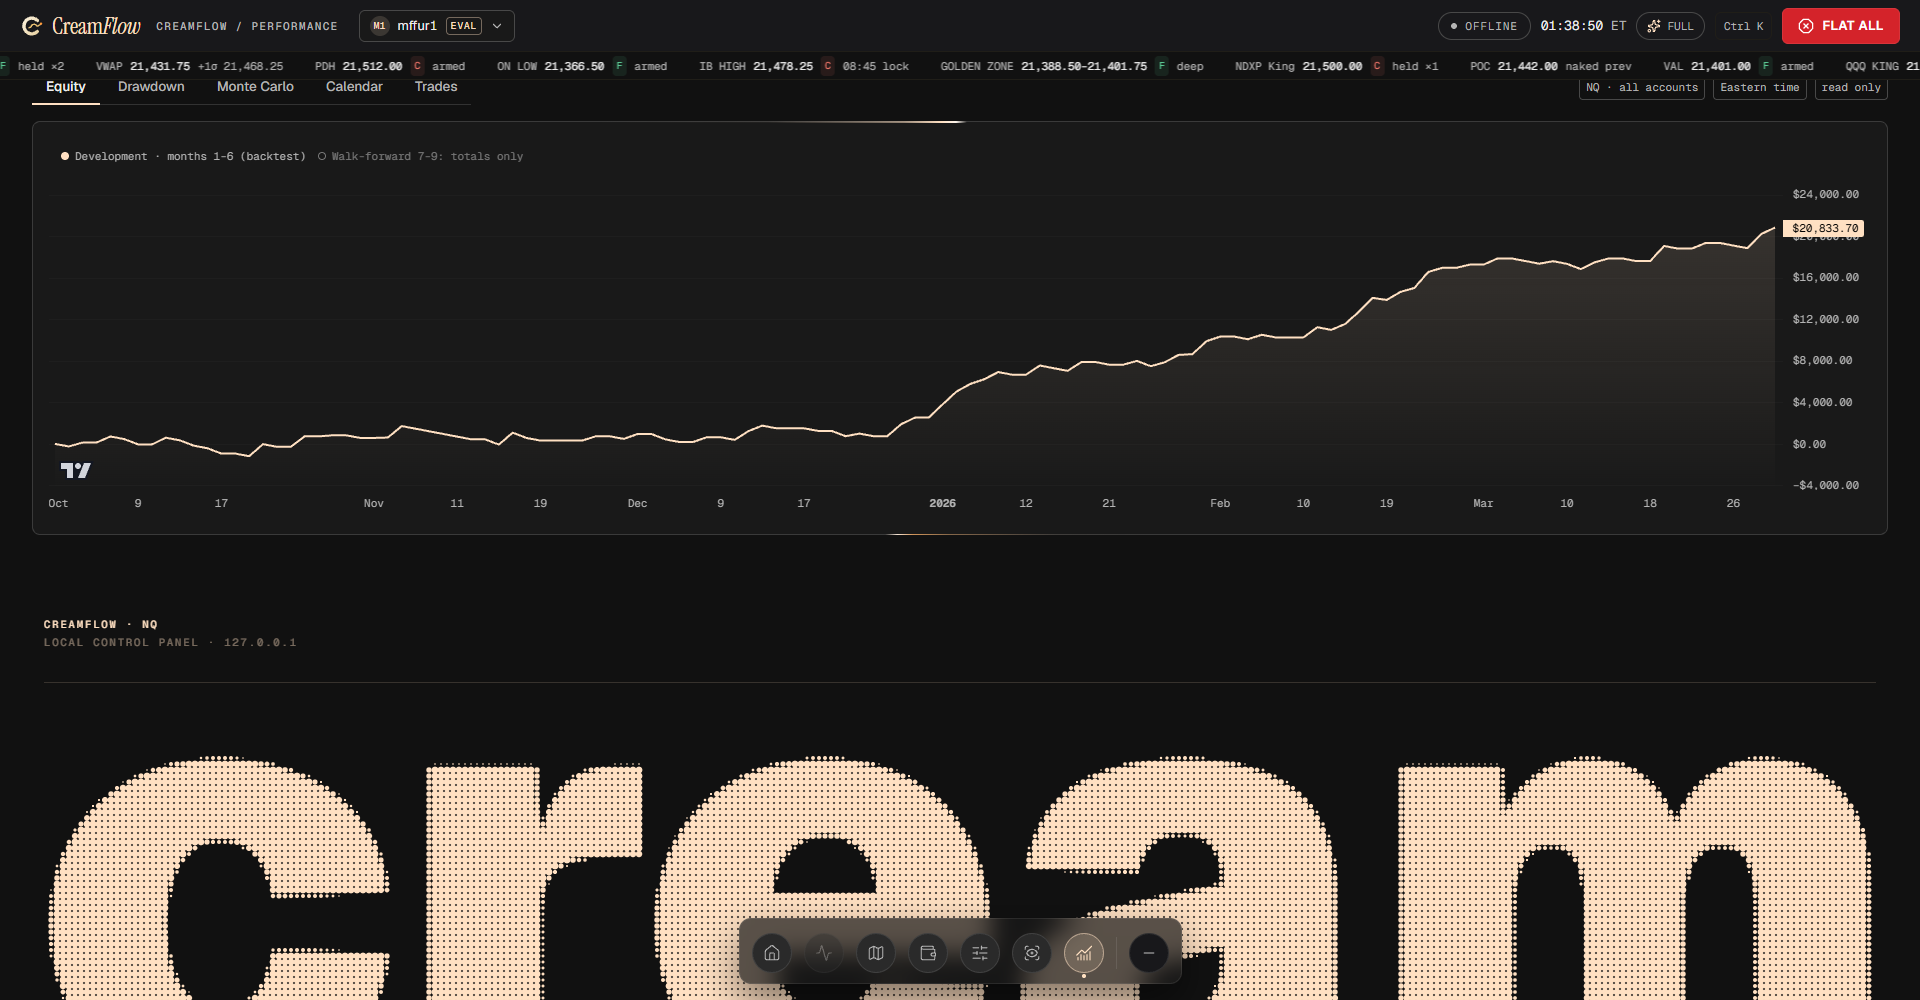 CreamFlow CREAMFLOW / PERFORMANCE M1 mffur1 EVAL OFFLINE 01:38:50 ET FULL Ctrl K FLAT ALL
F held ×2 VWAP 21,431.75 +1σ 21,468.25 PDH 21,512.00 C armed ON LOW 21,366.50 F armed IB HIGH 21,478.25 C 08:45 lock GOLDEN ZONE 21,388.50–21,401.75 F deep NDXP King 21,500.00 C held ×1 POC 21,442.00 naked prev VAL 21,401.00 F armed QQQ KING 21
Equity Drawdown Monte Carlo Calendar Trades NQ · all accounts Eastern time read only
Development · months 1–6 (backtest) Walk-forward 7–9: totals only
$24,000.00
$20,833.70
$20,000.00
$16,000.00
$12,000.00
$8,000.00
$4,000.00
$0.00
−$4,000.00
Oct 9 17 Nov 11 19 Dec 9 17 2026 12 21 Feb 10 19 Mar 10 18 26
CREAMFLOW · NQ
LOCAL CONTROL PANEL · 127.0.0.1
cream